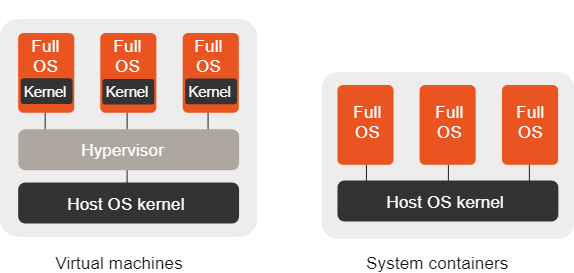 Full
OS
Kernel
Full
OS
Kernel
Full
OS
Kernel
Hypervisor
Host OS kernel
Virtual machines
Full
OS
Full
OS
Full
OS
Host OS kernel
System containers